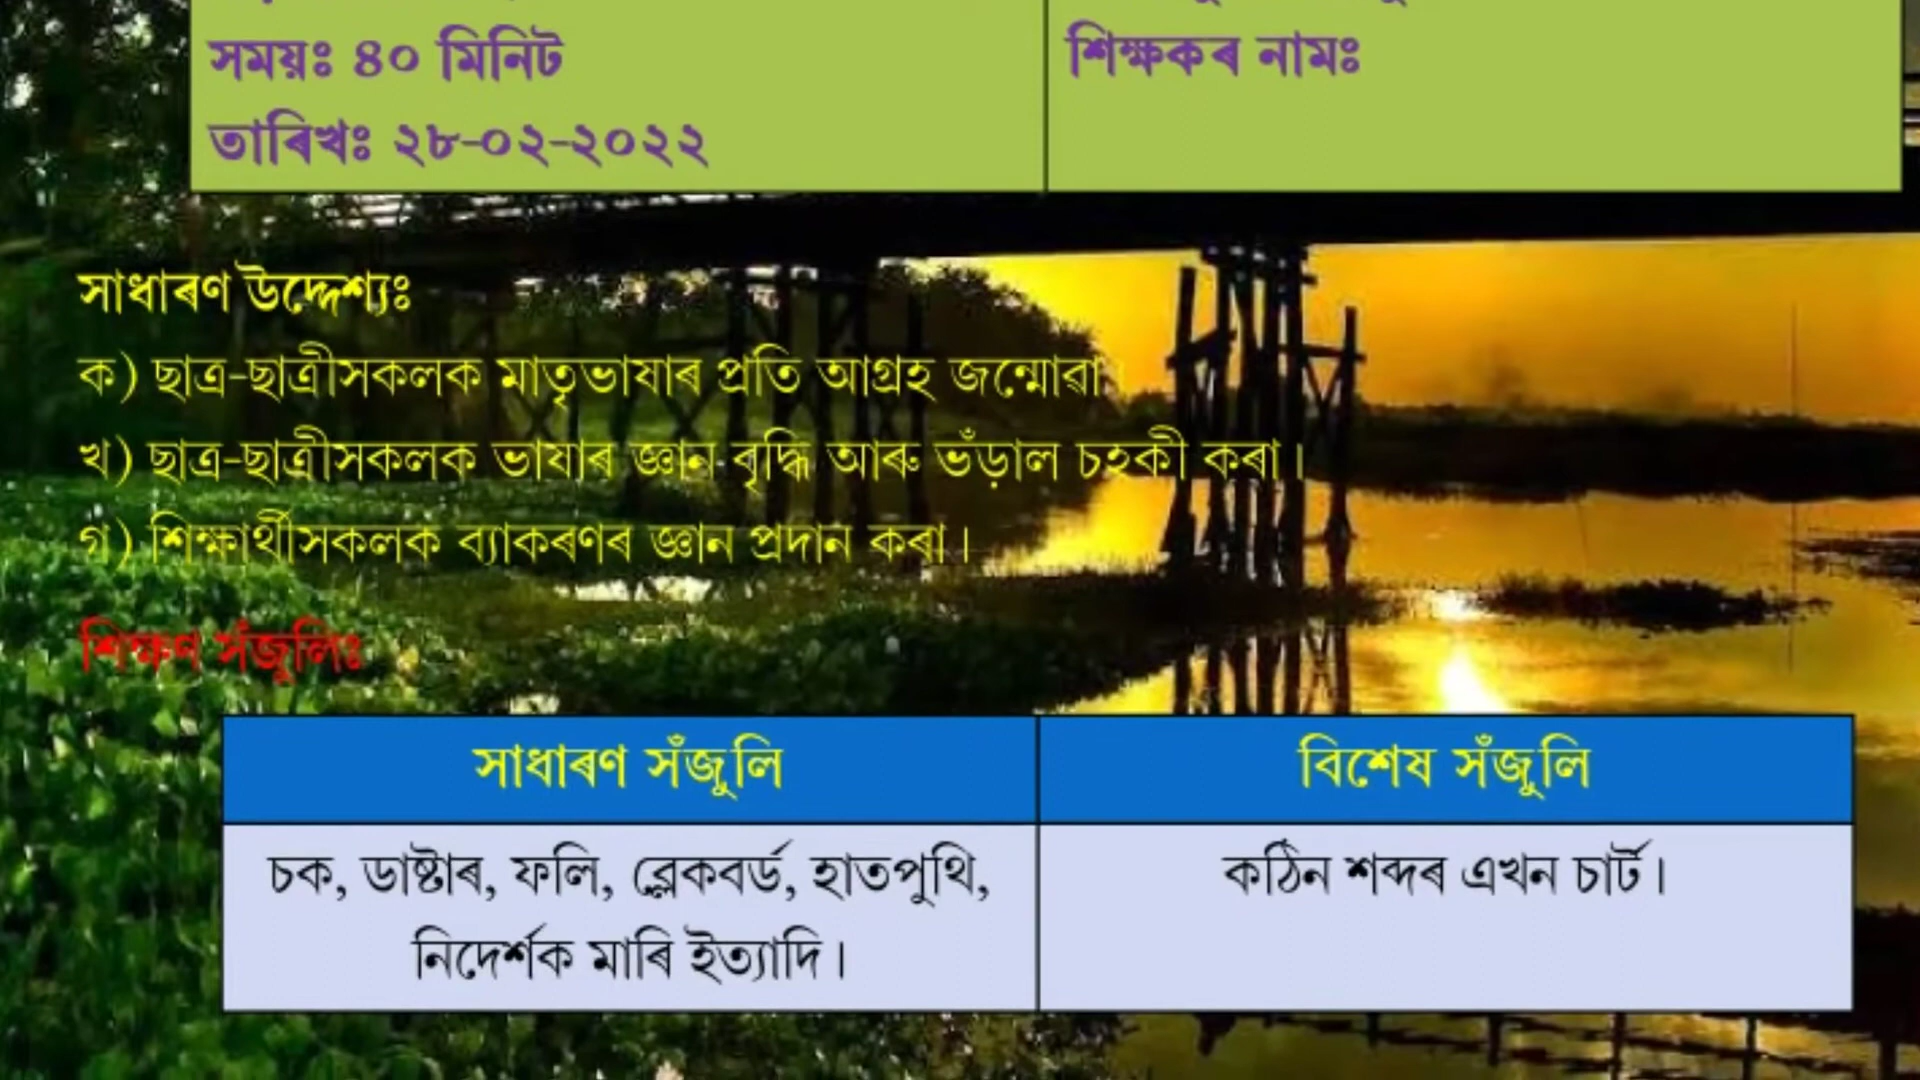 সময়ঃ ৪০ মিনিট
তাৰিখঃ ২৮-০২-২০২২
শিক্ষকৰ নামঃ
সাধাৰণ উদ্দেশ্যঃ
ক) ছাত্ৰ-ছাত্ৰীসকলক মাতৃভাষাৰ প্ৰতি আগ্ৰহ জন্মোৱা
খ) ছাত্ৰ-ছাত্ৰীসকলক ভাষাৰ জ্ঞান বৃদ্ধি আৰু ভঁড়াল চহকী কৰা।
গ) শিক্ষাৰ্থীসকলক ব্যাকৰণৰ জ্ঞান প্ৰদান কৰা।
শিক্ষণ সঁজুলিঃ
সাধাৰণ সঁজুলি
বিশেষ সঁজুলি
চক, ডাষ্টাৰ, ফলি, ব্লেকবৰ্ড, হাতপুথি,
নিদেৰ্শক মাৰি ইত্যাদি।
কঠিন শব্দৰ এখন চাৰ্ট।